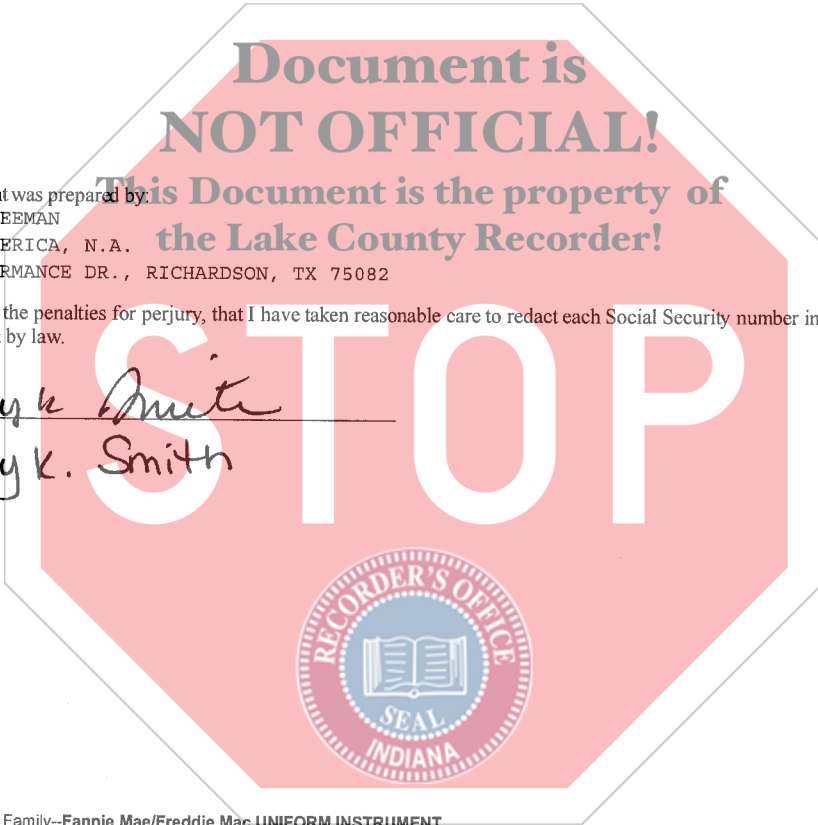 Document is
NOT OFFICIAL!
This Document is the property of
the Lake County Recorder!
t was prepared by:
EEMAN
ERICA, N.A.
RMANCE DR., RICHARDSON, TX 75082
the penalties for perjury, that I have taken reasonable care to redact each Social Security number in
by law.
STOP
y k Smith
y k. Smith
RECORDER'S OFFICE
SEAL
INDIANA
Family--Fannie Mae/Freddie Mac UNIFORM INSTRUMENT